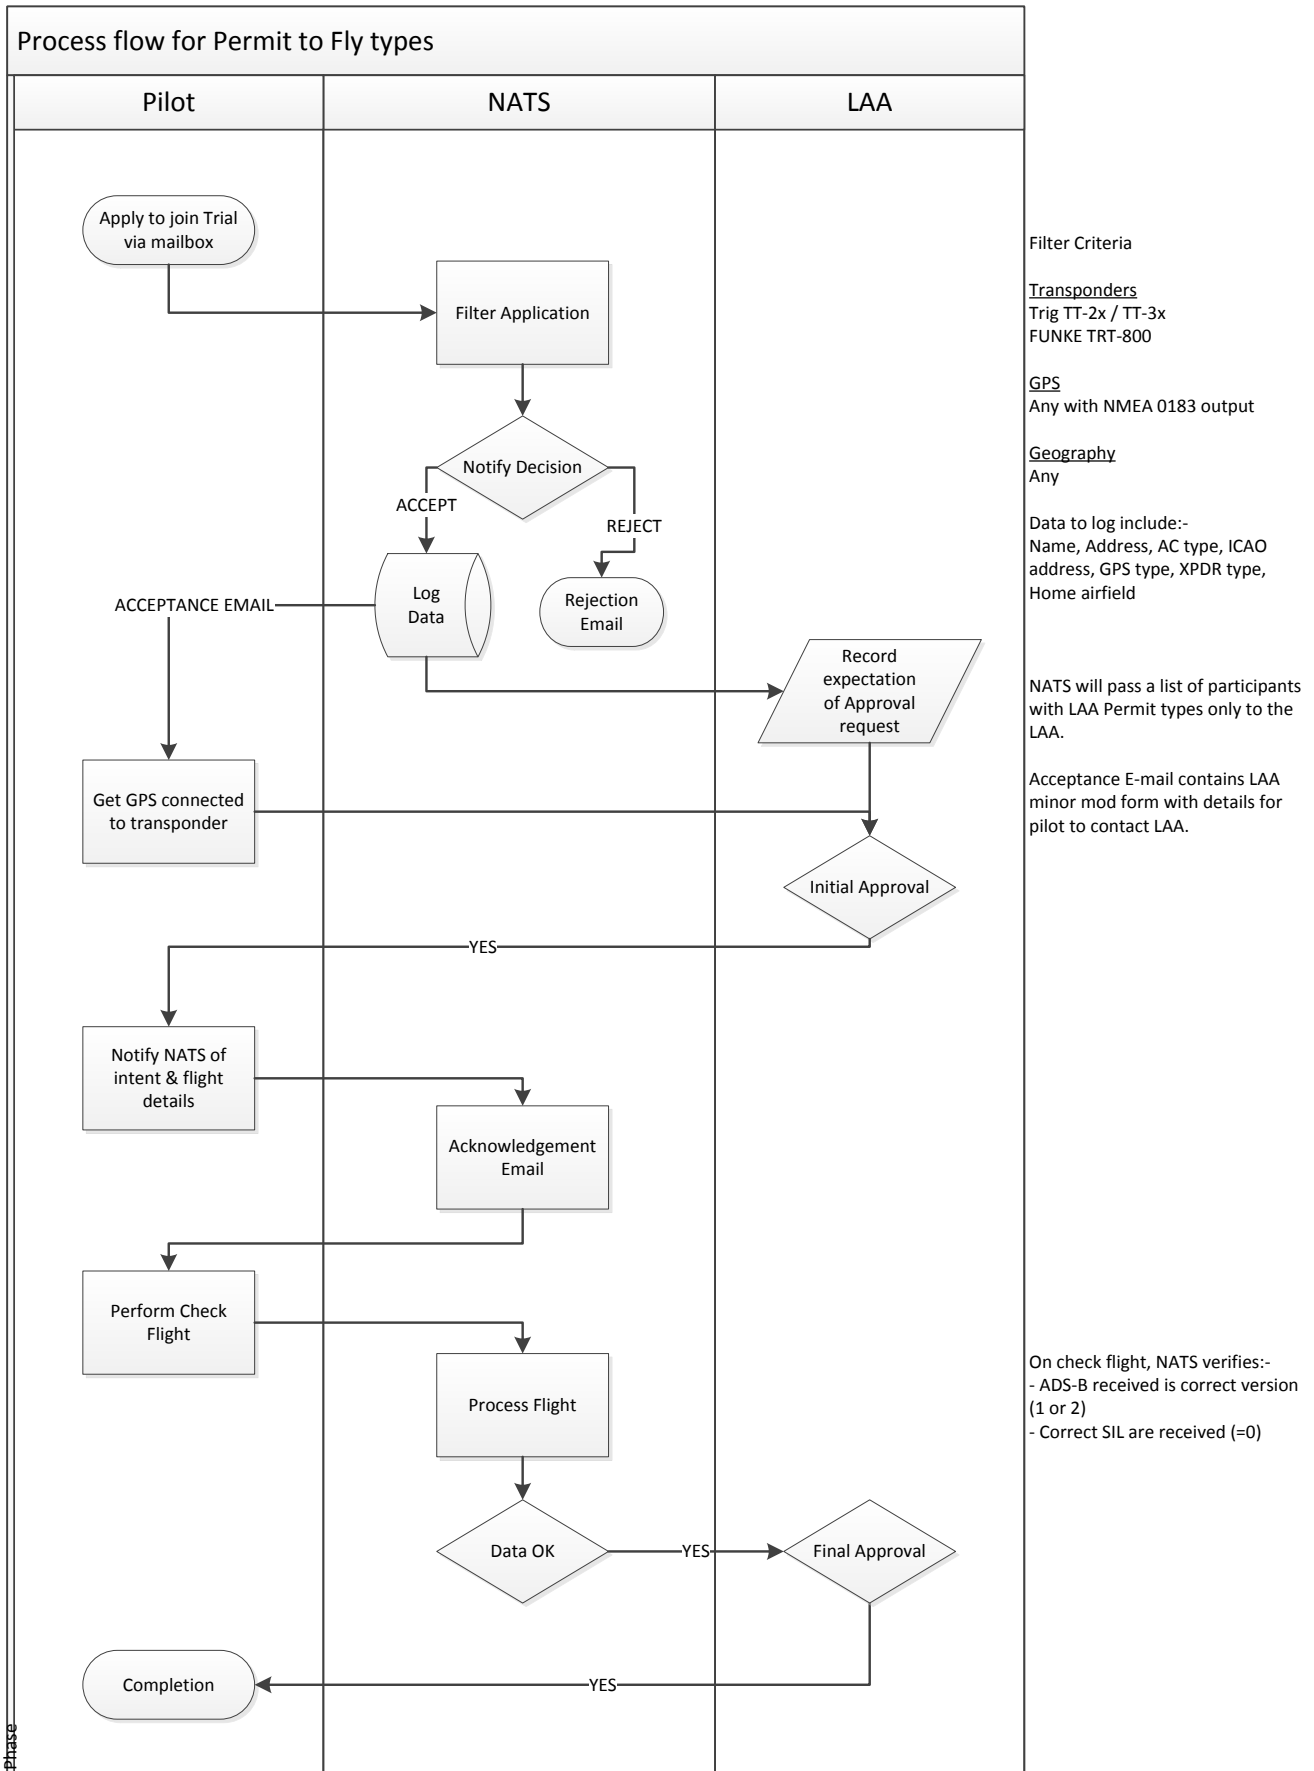 Process flow for Permit to Fly types
Pilot
NATS
LAA
Apply to join Trial
via mailbox
Filter Application
Notify Decision
ACCEPT
REJECT
Log
Data
Rejection
Email
ACCEPTANCE EMAIL
Record
expectation
of Approval
request
Get GPS connected
to transponder
Initial Approval
YES
Notify NATS of
intent & flight
details
Acknowledgement
Email
Perform Check
Flight
Process Flight
Data OK
YES
Final Approval
Completion
YES
Phase
Filter Criteria
Transponders
Trig TT-2x / TT-3x
FUNKE TRT-800
GPS
Any with NMEA 0183 output
Geography
Any
Data to log include:-
Name, Address, AC type, ICAO
address, GPS type, XPDR type,
Home airfield
NATS will pass a list of participants
with LAA Permit types only to the
LAA.
Acceptance E-mail contains LAA
minor mod form with details for
pilot to contact LAA.
On check flight, NATS verifies:-
- ADS-B received is correct version
(1 or 2)
- Correct SIL are received (=0)